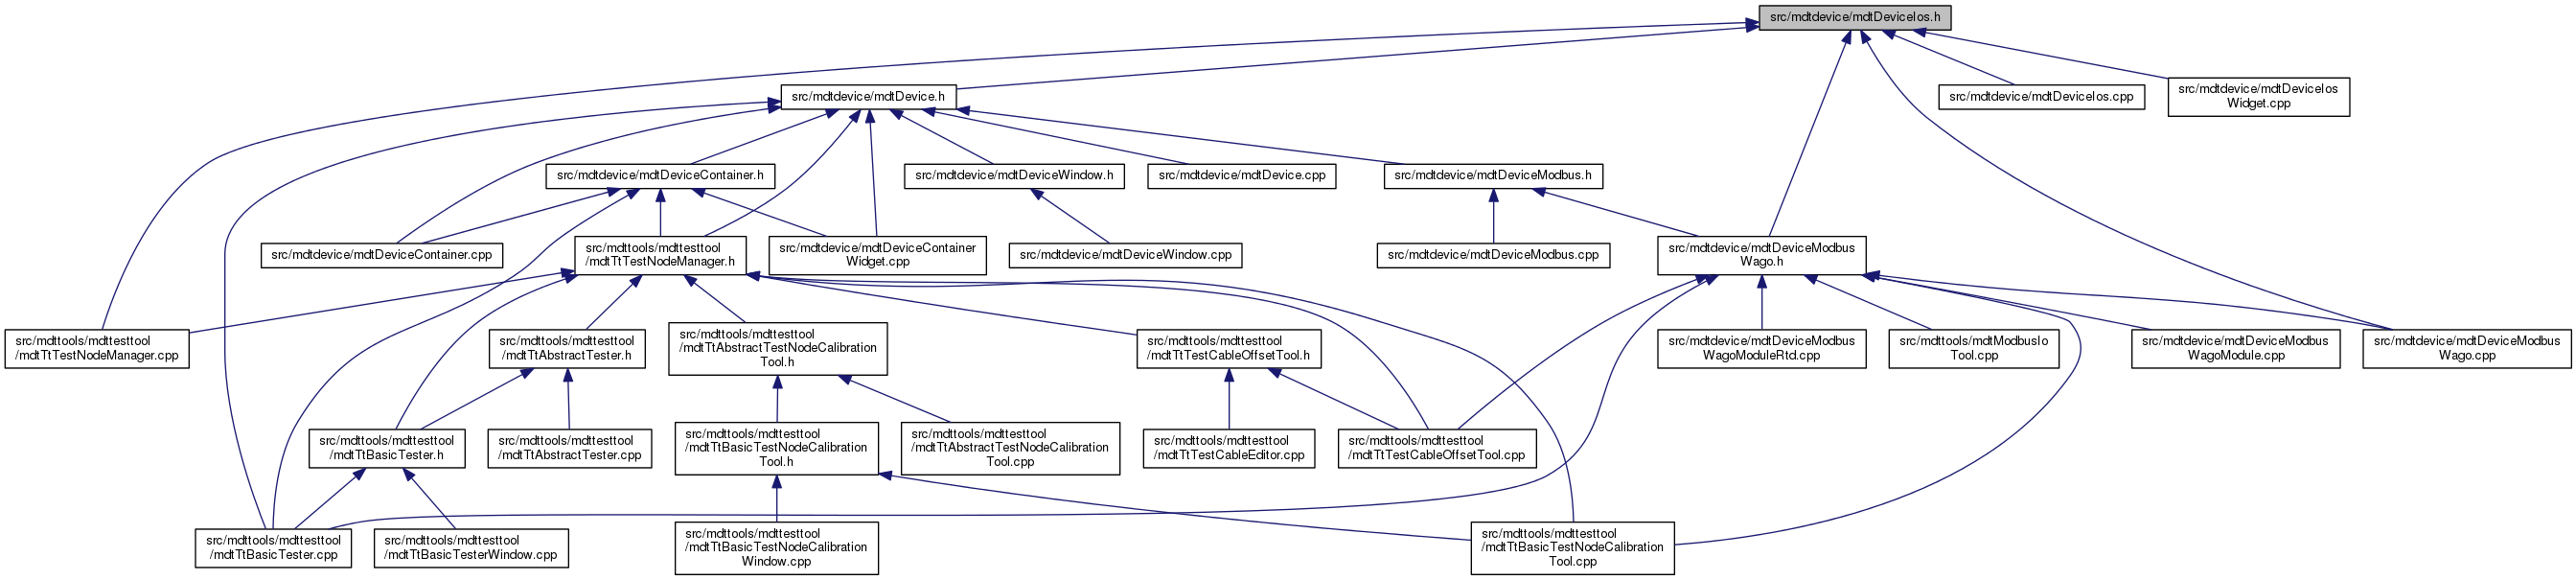 src/mdtdevice/mdtDeviceIos.h
src/mdtdevice/mdtDevice.h
src/mdtdevice/mdtDeviceIos.cpp
src/mdtdevice/mdtDeviceIos
Widget.cpp
src/mdtdevice/mdtDeviceContainer.h
src/mdtdevice/mdtDeviceWindow.h
src/mdtdevice/mdtDevice.cpp
src/mdtdevice/mdtDeviceModbus.h
src/mdtdevice/mdtDeviceContainer.cpp
src/mdttools/mdttesttool
/mdtTtTestNodeManager.h
src/mdtdevice/mdtDeviceContainer
Widget.cpp
src/mdtdevice/mdtDeviceWindow.cpp
src/mdtdevice/mdtDeviceModbus.cpp
src/mdtdevice/mdtDeviceModbus
Wago.h
src/mdttools/mdttesttool
/mdtTtTestNodeManager.cpp
src/mdttools/mdttesttool
/mdtTtAbstractTester.h
src/mdttools/mdttesttool
/mdtTtAbstractTestNodeCalibration
Tool.h
src/mdttools/mdttesttool
/mdtTtTestCableOffsetTool.h
src/mdtdevice/mdtDeviceModbus
WagoModuleRtd.cpp
src/mdttools/mdtModbusIo
Tool.cpp
src/mdtdevice/mdtDeviceModbus
WagoModule.cpp
src/mdtdevice/mdtDeviceModbus
Wago.cpp
src/mdttools/mdttesttool
/mdtTtBasicTester.h
src/mdttools/mdttesttool
/mdtTtAbstractTester.cpp
src/mdttools/mdttesttool
/mdtTtBasicTestNodeCalibration
Tool.h
src/mdttools/mdttesttool
/mdtTtAbstractTestNodeCalibration
Tool.cpp
src/mdttools/mdttesttool
/mdtTtTestCableEditor.cpp
src/mdttools/mdttesttool
/mdtTtTestCableOffsetTool.cpp
src/mdttools/mdttesttool
/mdtTtBasicTester.cpp
src/mdttools/mdttesttool
/mdtTtBasicTesterWindow.cpp
src/mdttools/mdttesttool
/mdtTtBasicTestNodeCalibration
Window.cpp
src/mdttools/mdttesttool
/mdtTtBasicTestNodeCalibration
Tool.cpp